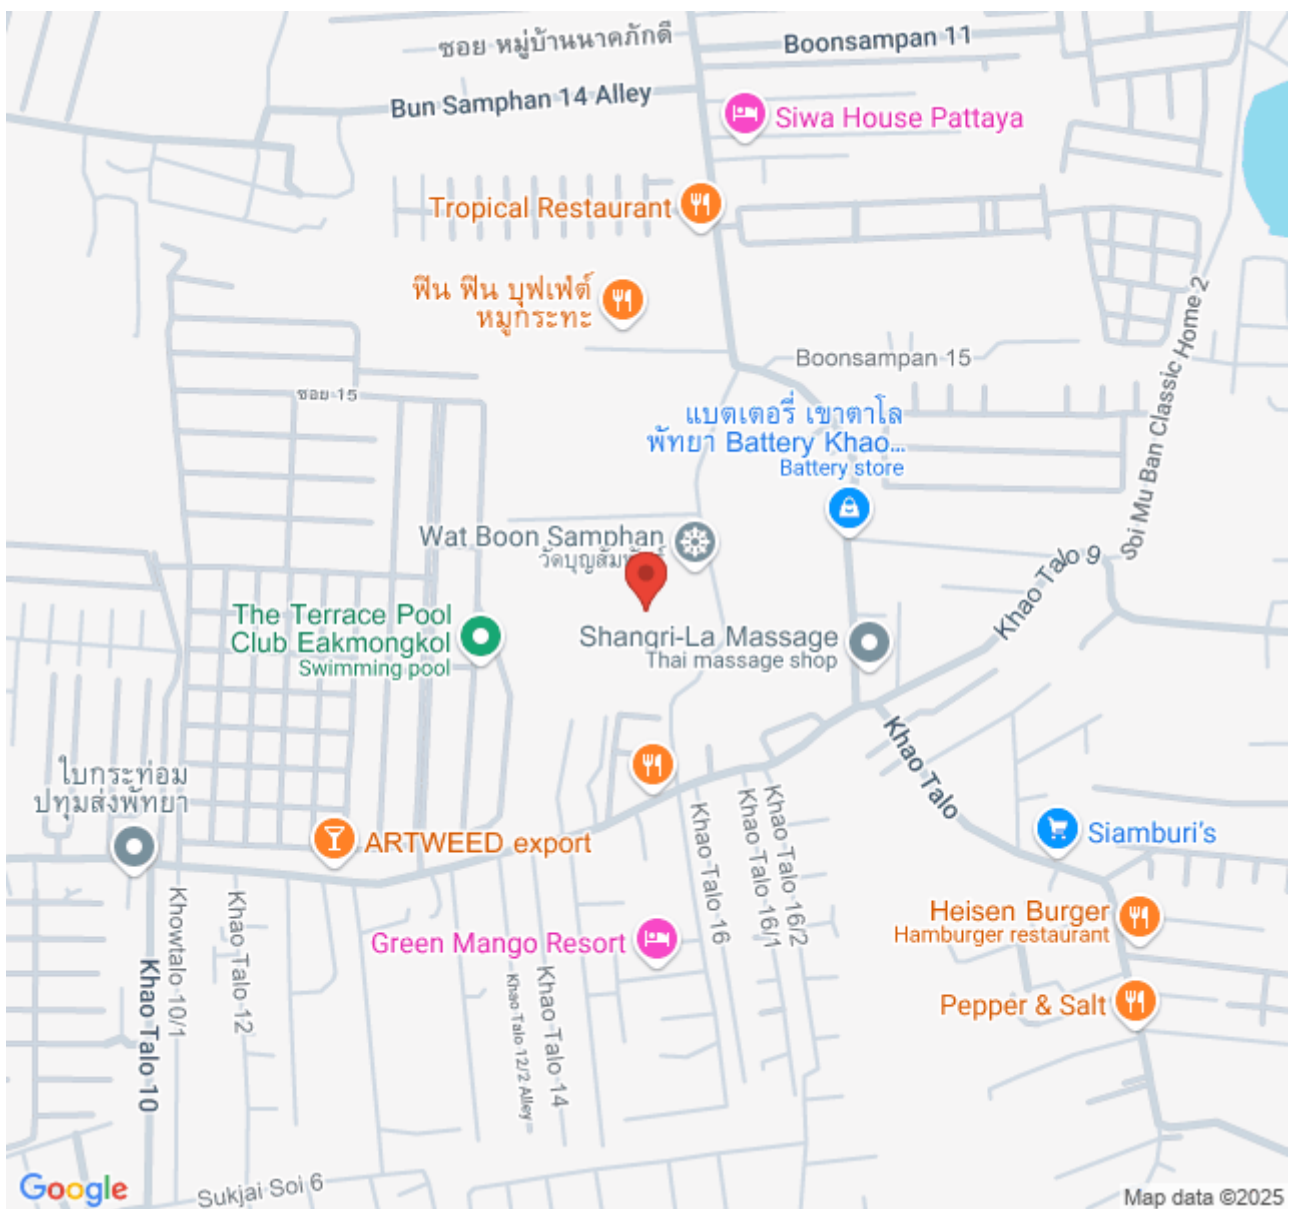 ซอย หมู่บ้านนาคภักดี
Boonsampan 11
Bun Samphan 14 Alley
Siwa House Pattaya
Tropical Restaurant
ฟิน ฟิน บุฟเฟ่ต์
หมูกระทะ
Soi Mu Ban Classic Home 2
Boonsampan 15
ซอย 15
แบตเตอรี่ เขาตาโล
พัทยา Battery Khao...
Battery store
Wat Boon Samphan
Khao Talo 9
The Terrace Pool
Club Eakmongkol
Swimming pool
Shangri-La Massage
Thai massage shop
Khao Talo
ใบกระท่อม
ปทุมส่งพัทยา
ARTWEED export
Khao Talo 16
Khao Talo 16/1
Khao Talo 16/2
Siamburi's
Heisen Burger
Hamburger restaurant
Green Mango Resort
Pepper & Salt
Khao Talo 10
Khowtalo 10/1
Khao Talo 12
Khao Talo 12/2 Alley
Khao Talo 14
Sukjai Soi 6
Google
Map data ©2025